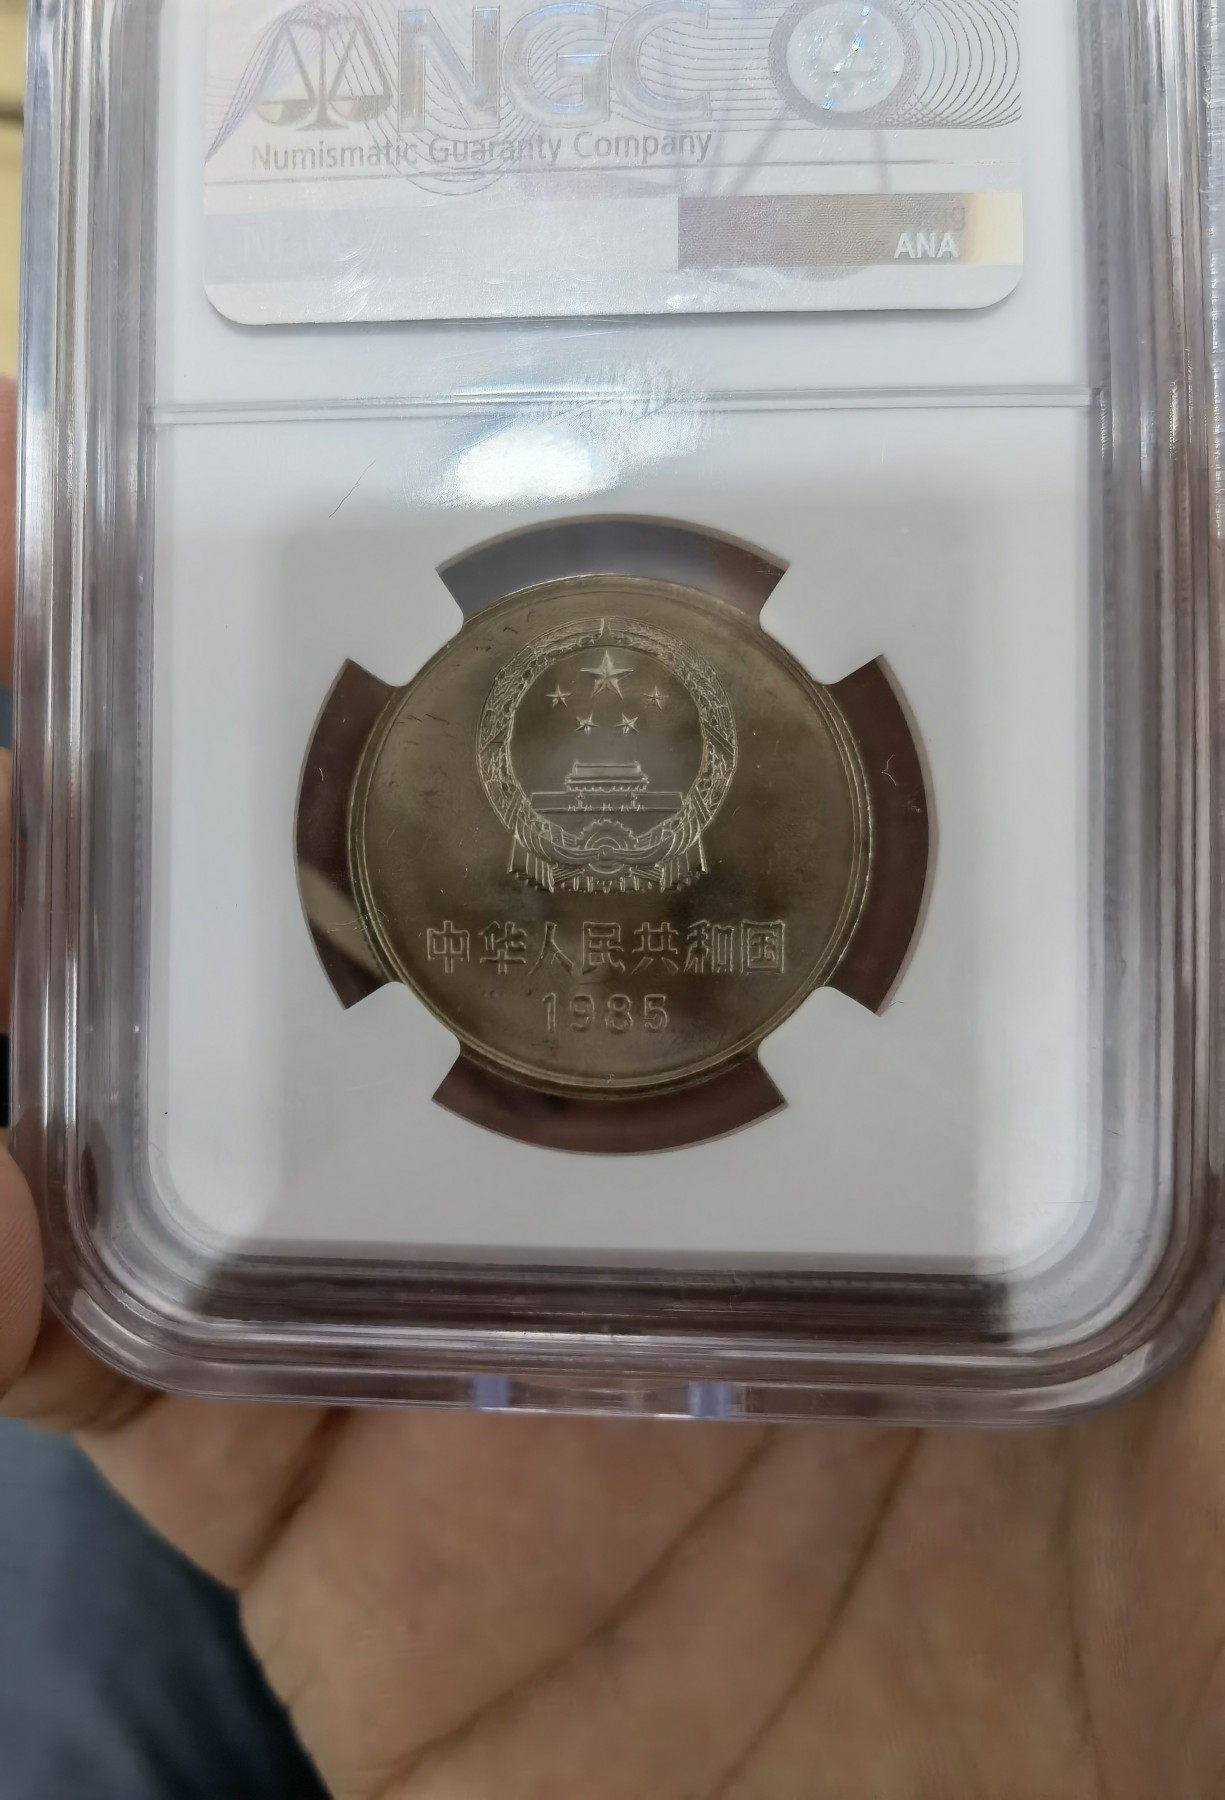 NGC
Numismatic Guaranty Company
ANA
中华人民共和国
1985